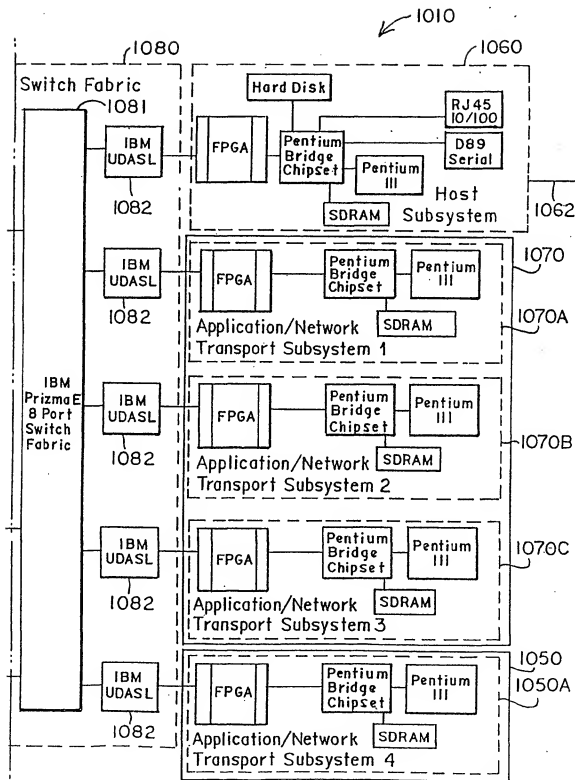 1010
1080
1060
Switch Fabric
1081
Hard Disk
RJ45
10/100
D89
Serial
IBM
UDASL
1082
FPGA
Pentium
Bridge
Chipset
Pentium
III
SDRAM
Host
Subsystem
1062
IBM
UDASL
1082
FPGA
Pentium
Bridge
Chipset
Pentium
III
SDRAM
Application/Network
Transport Subsystem 1
1070
1070A
IBM
PrizmaE
8 Port
Switch
Fabric
IBM
UDASL
1082
FPGA
Pentium
Bridge
Chipset
Pentium
III
SDRAM
Application/Network
Transport Subsystem 2
1070B
IBM
UDASL
1082
FPGA
Pentium
Bridge
Chipset
Pentium
III
SDRAM
Application/Network
Transport Subsystem 3
1070C
IBM
UDASL
1082
FPGA
Pentium
Bridge
Chipset
Pentium
III
SDRAM
Application/Network
Transport Subsystem 4
1050
1050A